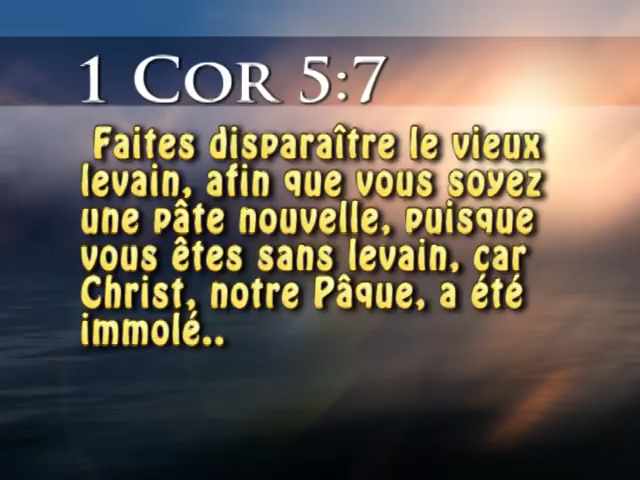 1 Cor 5:7
Faites disparaître le vieux
levain, afin que vous soyez
une pâte nouvelle, puisque
vous êtes sans levain, car
Christ, notre Pâque, a été
immolé..